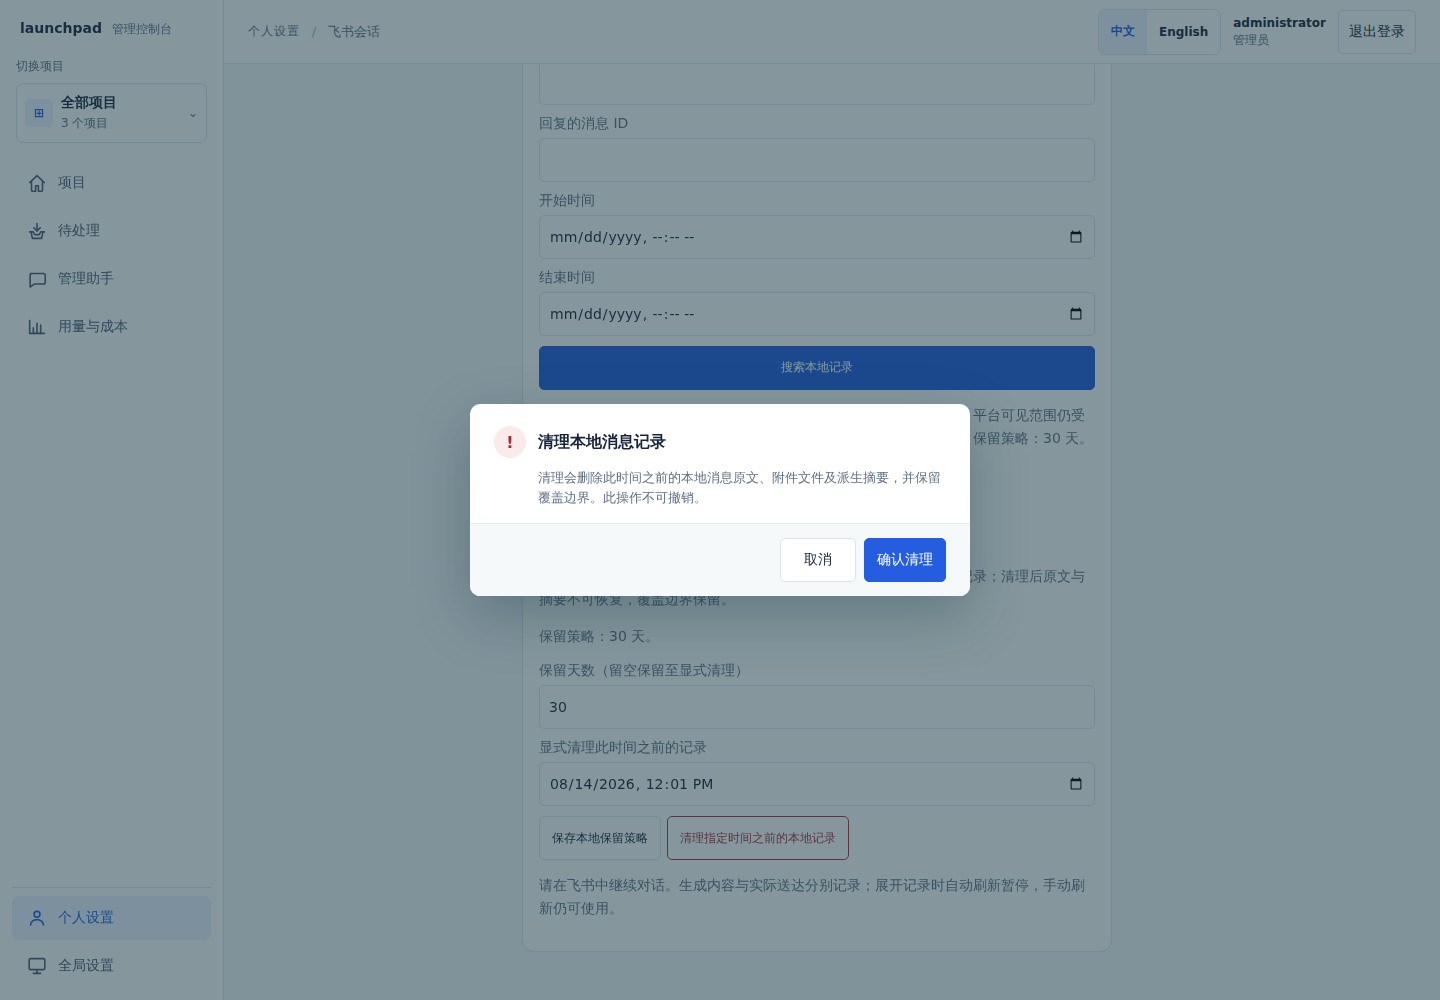 launchpad 管理控制台
切换项目
全部项目
3 个项目
项目
待处理
管理助手
用量与成本
个人设置
全局设置
个人设置 / 飞书会话
中文 English
administrator
管理员
退出登录
回复的消息 ID
开始时间
mm/dd/yyyy, --:-- --
结束时间
mm/dd/yyyy, --:-- --
搜索本地记录
平台可见范围仍受
保留策略：30 天。
!
清理本地消息记录
清理会删除此时间之前的本地消息原文、附件文件及派生摘要，并保留
覆盖边界。此操作不可撤销。
取消 确认清理
录；清理后原文与
摘要不可恢复，覆盖边界保留。
保留策略：30 天。
保留天数（留空保留至显式清理）
30
显式清理此时间之前的记录
08/14/2026, 12:01 PM
保存本地保留策略 清理指定时间之前的本地记录
请在飞书中继续对话。生成内容与实际送达分别记录；展开记录时自动刷新暂停，手动刷
新仍可使用。